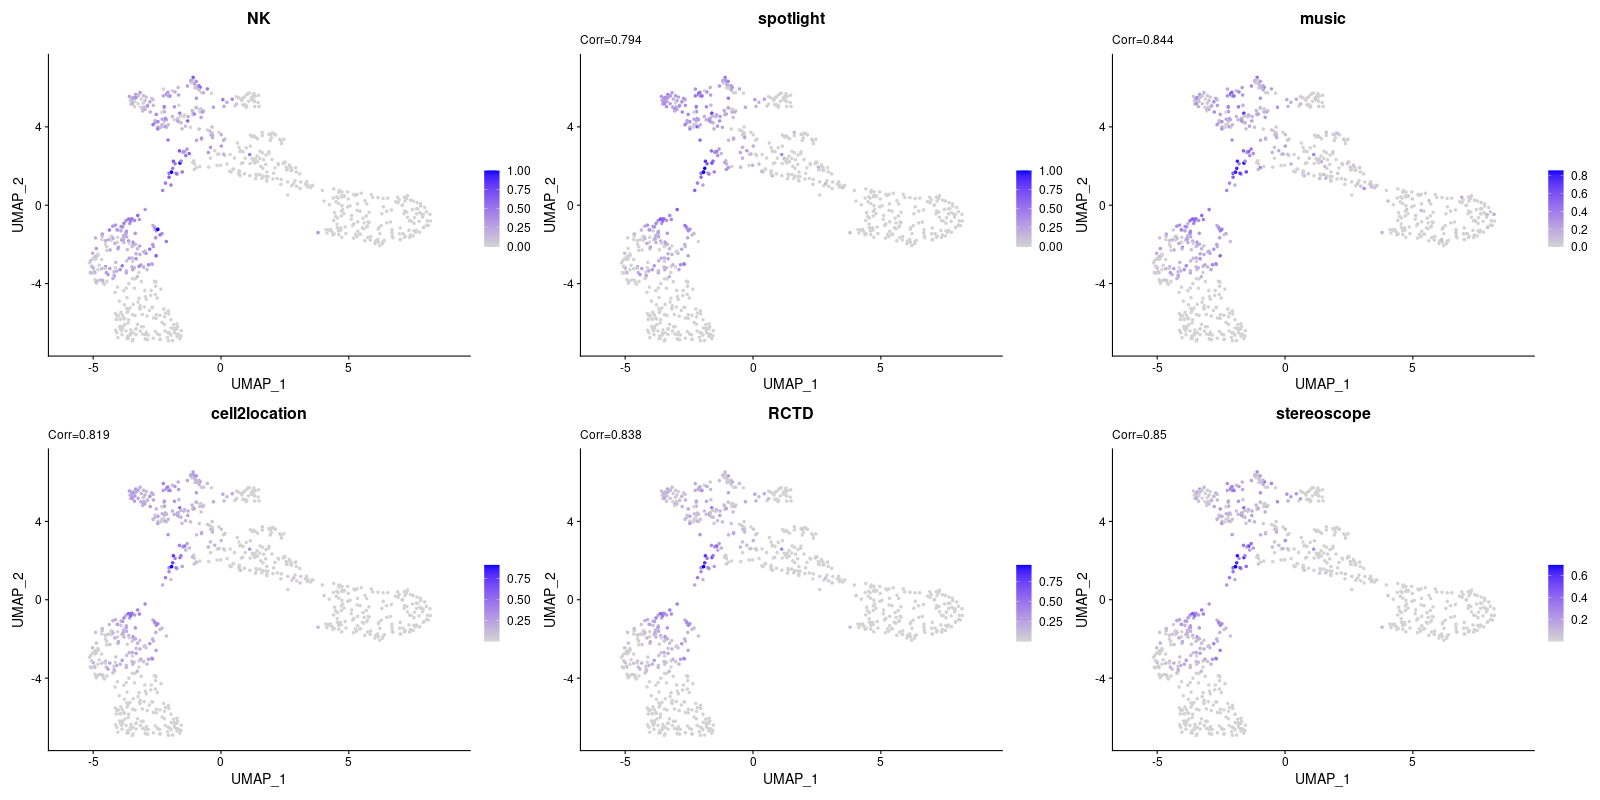 NK
UMAP_2
4
0
-4
-5
0
5
UMAP_1
1.00
0.75
0.50
0.25
0.00
spotlight
Corr=0.794
UMAP_2
4
0
-4
-5
0
5
UMAP_1
1.00
0.75
0.50
0.25
0.00
music
Corr=0.844
UMAP_2
4
0
-4
-5
0
5
UMAP_1
0.8
0.6
0.4
0.2
0.0
cell2location
Corr=0.819
UMAP_2
4
0
-4
-5
0
5
UMAP_1
0.75
0.50
0.25
RCTD
Corr=0.838
UMAP_2
4
0
-4
-5
0
5
UMAP_1
0.75
0.50
0.25
stereoscope
Corr=0.85
UMAP_2
4
0
-4
-5
0
5
UMAP_1
0.6
0.4
0.2